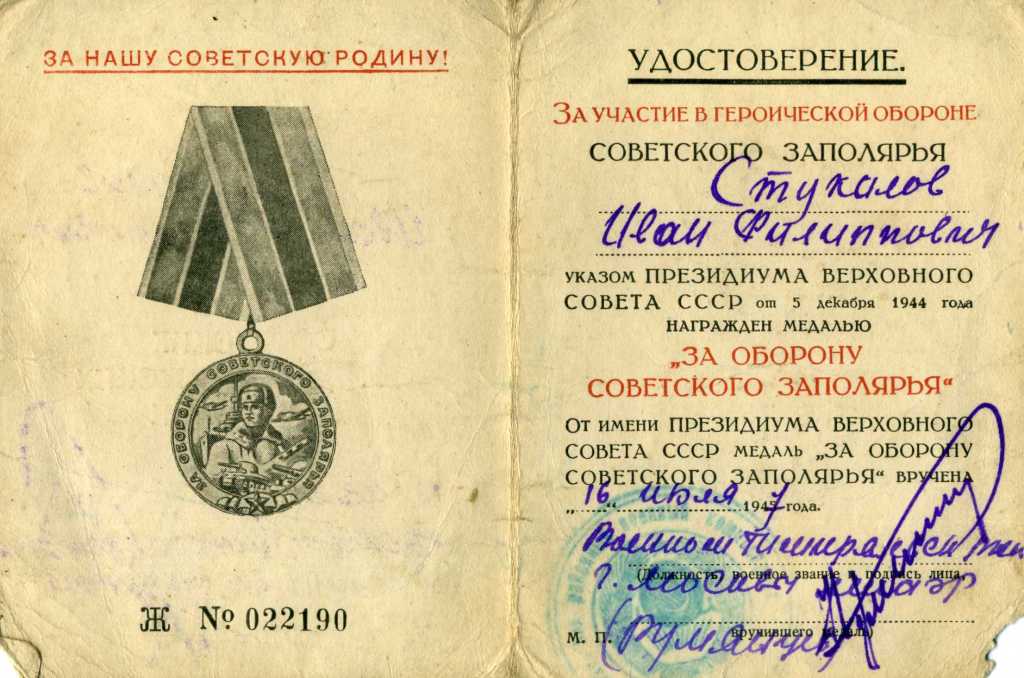 ЗА НАШУ СОВЕТСКУЮ РОДИНУ!
ЗА ОБОРОНУ СОВЕТСКОГО ЗАПОЛЯРЬЯ
Ж № 022190
УДОСТОВЕРЕНИЕ.
ЗА УЧАСТИЕ В ГЕРОИЧЕСКОЙ ОБОРОНЕ
СОВЕТСКОГО ЗАПОЛЯРЬЯ
Стукалов
Иван Филиппович
УКАЗОМ ПРЕЗИДИУМА ВЕРХОВНОГО
СОВЕТА СССР от 5 декабря 1944 года
НАГРАЖДЕН МЕДАЛЬЮ
„ЗА ОБОРОНУ
СОВЕТСКОГО ЗАПОЛЯРЬЯ“
ОТ ИМЕНИ ПРЕЗИДИУМА ВЕРХОВНОГО
СОВЕТА СССР МЕДАЛЬ „ЗА ОБОРОНУ
СОВЕТСКОГО ЗАПОЛЯРЬЯ“ ВРУЧЕНА
„16“ июля 1947 года.
(Должность, военное звание и подпись лица,
г. Москвы
М. П. вручившего медаль)
(Румянцев)